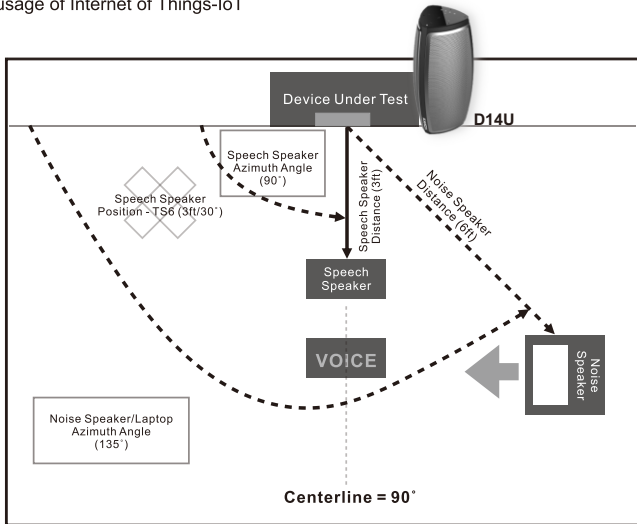 usage of Internet of Things-IoT
Device Under Test
D14U
Speech Speaker
Azimuth Angle
(90˚)
Speech Speaker
Distance (3ft)
Noise Speaker
Distance (6ft)
Speech Speaker
Position - TS6 (3ft/30˚)
Speech
Speaker
VOICE
Noise
Speaker
Noise Speaker/Laptop
Azimuth Angle
(135˚)
Centerline = 90˚